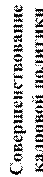 Совершенствование
кадровой политики